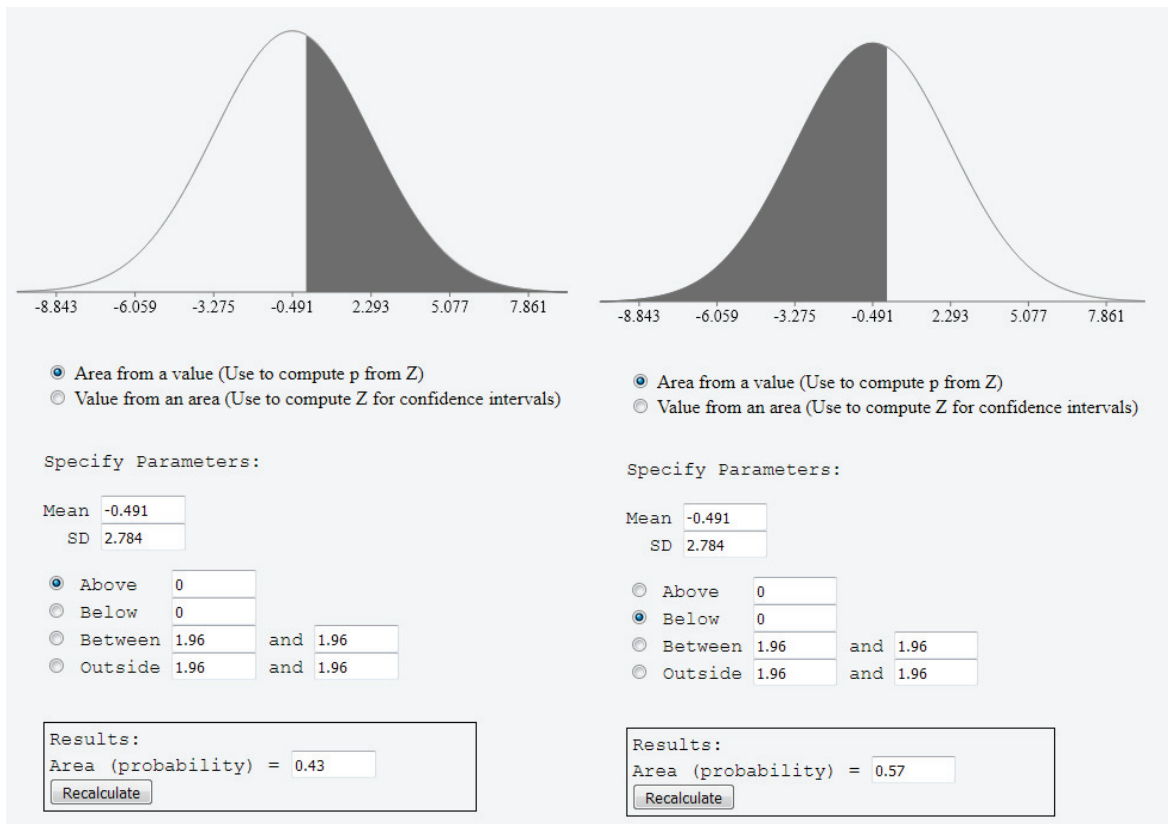 -8.843 -6.059 -3.275 -0.491 2.293 5.077 7.861
Area from a value (Use to compute p from Z)
Value from an area (Use to compute Z for confidence intervals)
Specify Parameters:
Mean -0.491
SD 2.784
Above 0
Below 0
Between 1.96 and 1.96
Outside 1.96 and 1.96
Results:
Area (probability) = 0.43
Recalculate
-8.843 -6.059 -3.275 -0.491 2.293 5.077 7.861
Area from a value (Use to compute p from Z)
Value from an area (Use to compute Z for confidence intervals)
Specify Parameters:
Mean -0.491
SD 2.784
Above 0
Below 0
Between 1.96 and 1.96
Outside 1.96 and 1.96
Results:
Area (probability) = 0.57
Recalculate